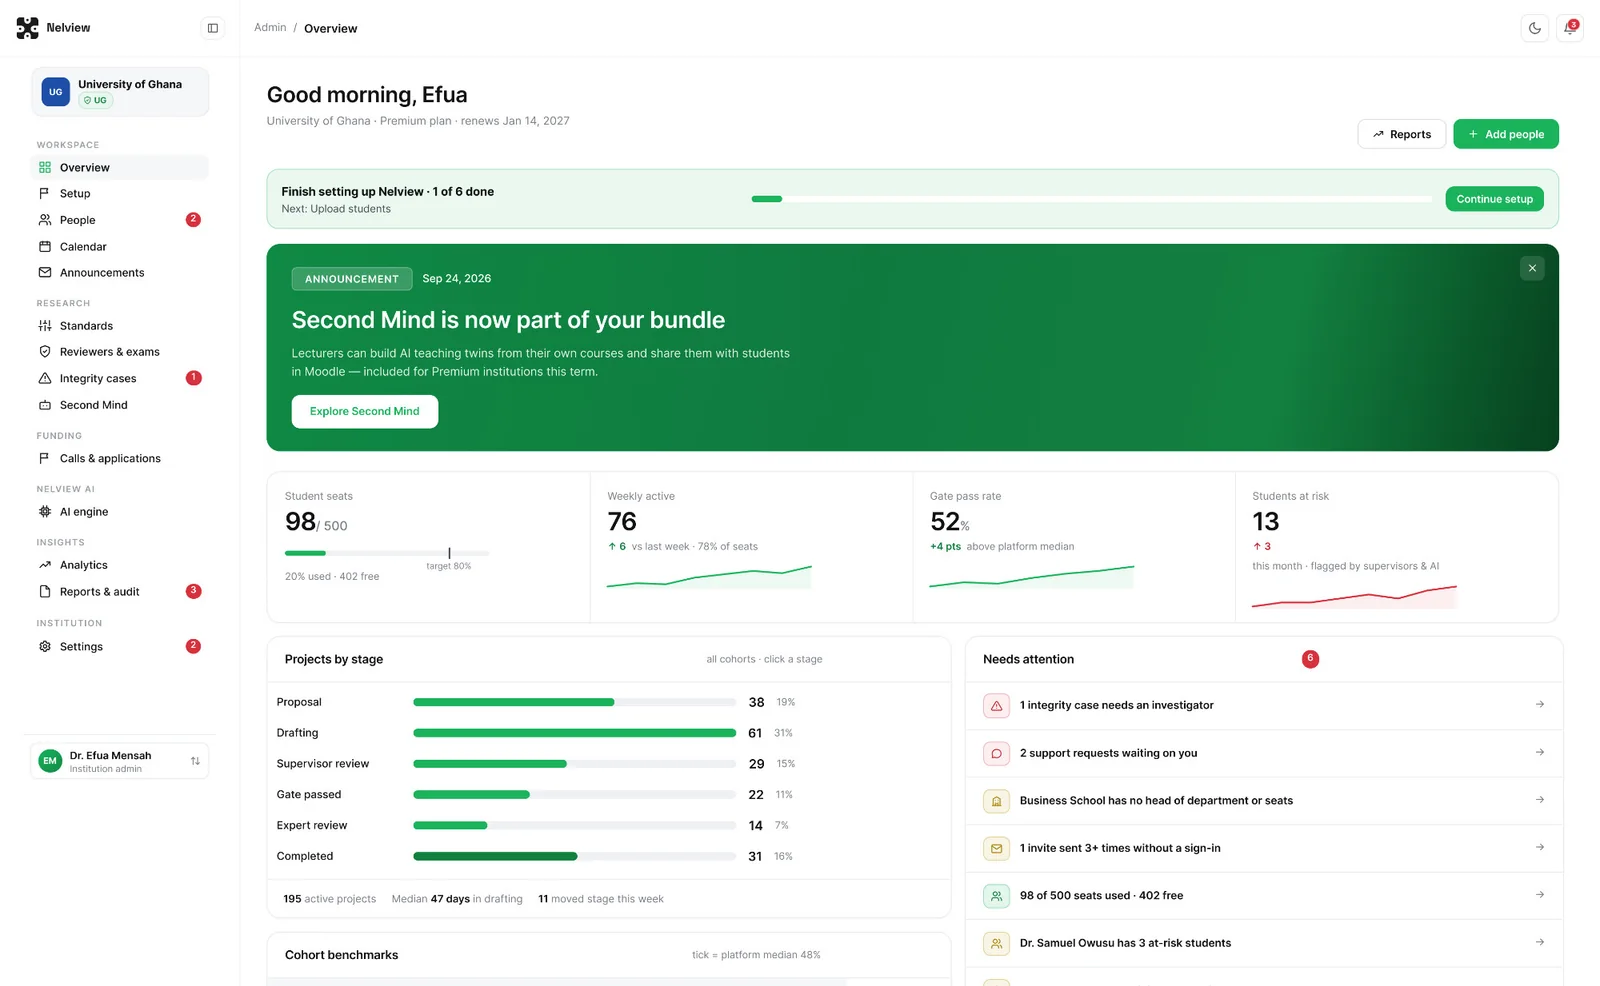 Nelview
Admin / Overview
3
UG
University of Ghana
UG
WORKSPACE
Overview
Setup
People 2
Calendar
Announcements
RESEARCH
Standards
Reviewers & exams
Integrity cases 1
Second Mind
FUNDING
Calls & applications
NELVIEW AI
AI engine
INSIGHTS
Analytics
Reports & audit 3
INSTITUTION
Settings 2
EM
Dr. Efua Mensah
Institution admin
Good morning, Efua
University of Ghana · Premium plan · renews Jan 14, 2027
Reports
+ Add people
Finish setting up Nelview · 1 of 6 done
Next: Upload students
Continue setup
ANNOUNCEMENT Sep 24, 2026
Second Mind is now part of your bundle
Lecturers can build AI teaching twins from their own courses and share them with students
in Moodle — included for Premium institutions this term.
Explore Second Mind
Student seats
98/ 500
target 80%
20% used · 402 free
Weekly active
76
↑ 6 vs last week · 78% of seats
Gate pass rate
52%
+4 pts above platform median
Students at risk
13
↑ 3
this month · flagged by supervisors & AI
Projects by stage all cohorts · click a stage
Proposal 38 19%
Drafting 61 31%
Supervisor review 29 15%
Gate passed 22 11%
Expert review 14 7%
Completed 31 16%
195 active projects Median 47 days in drafting 11 moved stage this week
Cohort benchmarks tick = platform median 48%
Needs attention 6
1 integrity case needs an investigator
2 support requests waiting on you
Business School has no head of department or seats
1 invite sent 3+ times without a sign-in
98 of 500 seats used · 402 free
Dr. Samuel Owusu has 3 at-risk students